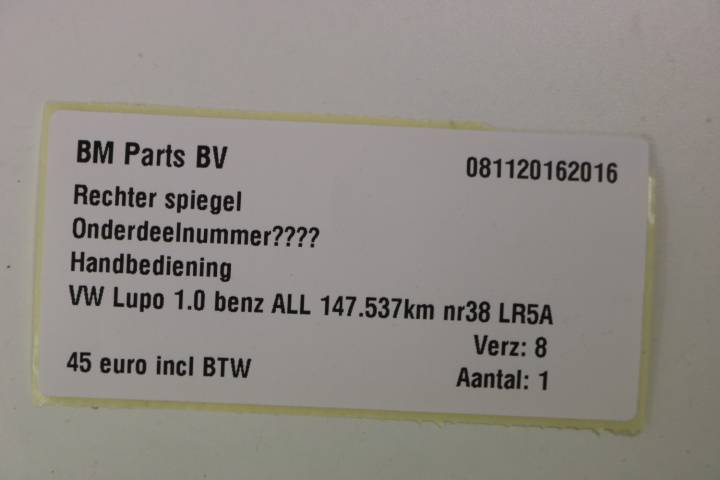 BM Parts BV 081120162016
Rechter spiegel
Onderdeelnummer????
Handbediening
VW Lupo 1.0 benz ALL 147.537km nr38 LR5A
Verz: 8
45 euro incl BTW Aantal: 1